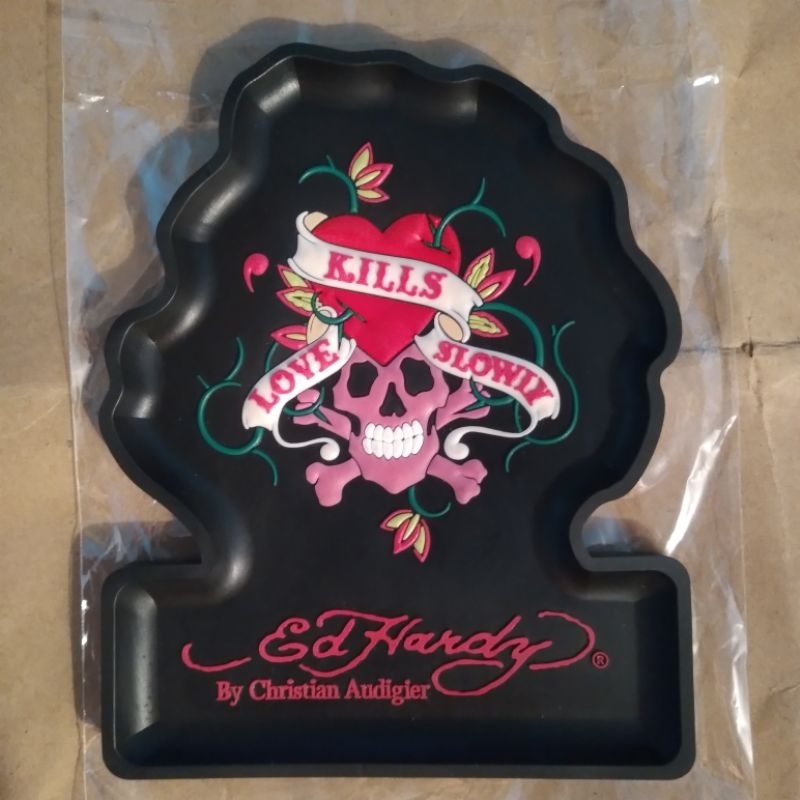 KILLS
LOVE
SLOWLY
Ed Hardy ®
By Christian Audigier